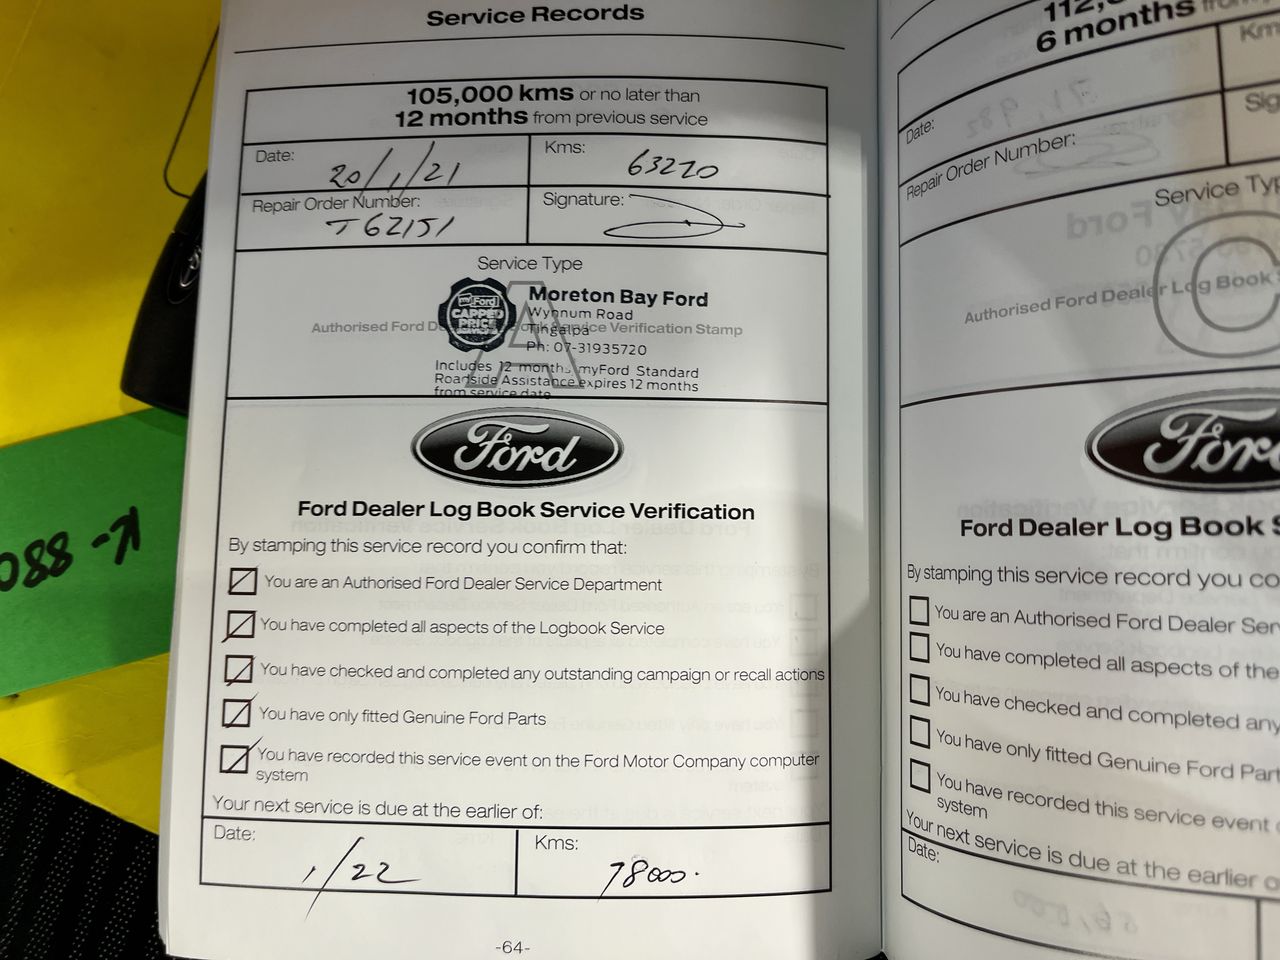 Service Records
105,000 kms or no later than
12 months from previous service
Date: 20/1/21
Kms: 63270
Repair Order Number: T62151
Signature:
Service Type
A
Authorised Ford Service Verification Stamp
myFord
CAPPED
PRICE
Moreton Bay Ford
Wynnum Road
Tingalpa
Ph: 07-31935720
Includes 12 months myFord Standard
Roadside Assistance expires 12 months
from service date
Ford
Ford Dealer Log Book Service Verification
By stamping this service record you confirm that:
You are an Authorised Ford Dealer Service Department
You have completed all aspects of the Logbook Service
You have checked and completed any outstanding campaign or recall actions
You have only fitted Genuine Ford Parts
You have recorded this service event on the Ford Motor Company computer
system
Your next service is due at the earlier of:
Date: 1/22
Kms: 78000.
-64-
6 months
Kms
Date:
Repair Order Number:
Service
C
Authorised Ford Dealer Log Book
Ford
Ford Dealer Log Book
By stamping this service record you
You are an Authorised Ford Dealer
You have completed all aspects of the
You have checked and completed any
You have only fitted Genuine Ford
You have recorded this service event
system
Your next service is due at the earlier
Date: